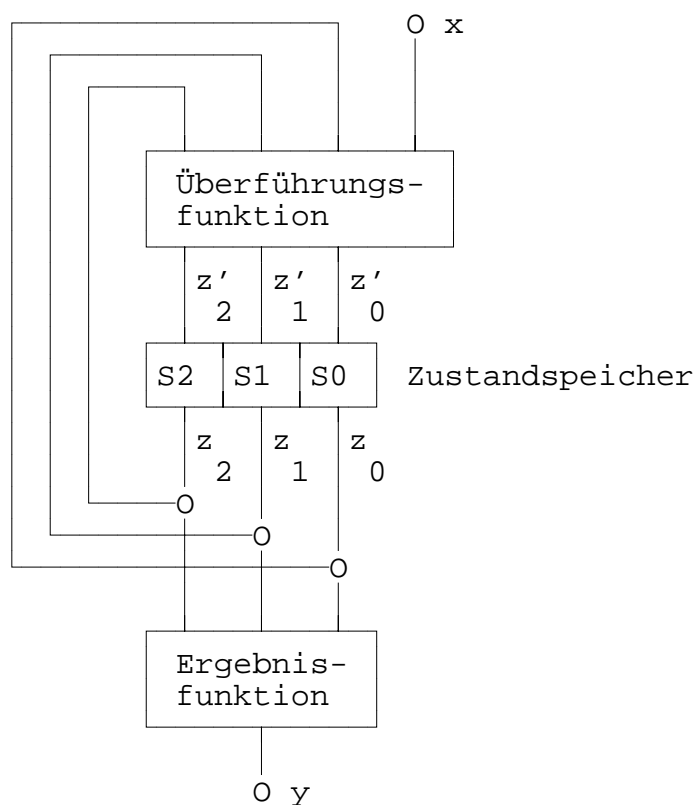 O x
Überführungs-
funktion
z' z' z'
2 1 0
S2 S1 S0 Zustandspeicher
z z z
2 1 0
O
O
O
Ergebnis-
funktion
O y